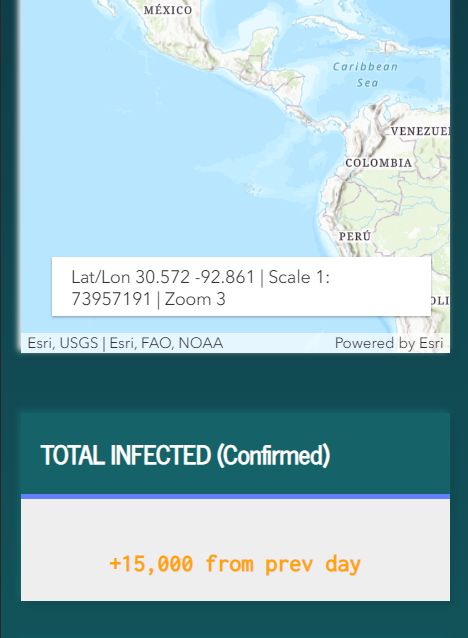 MÉXICO
Caribbean
Sea
VENEZUE
COLOMBIA
PERÚ
Lat/Lon 30.572 -92.861 | Scale 1:
73957191 | Zoom 3
OLI
Esri, USGS | Esri, FAO, NOAA Powered by Esri
TOTAL INFECTED (Confirmed)
+15,000 from prev day